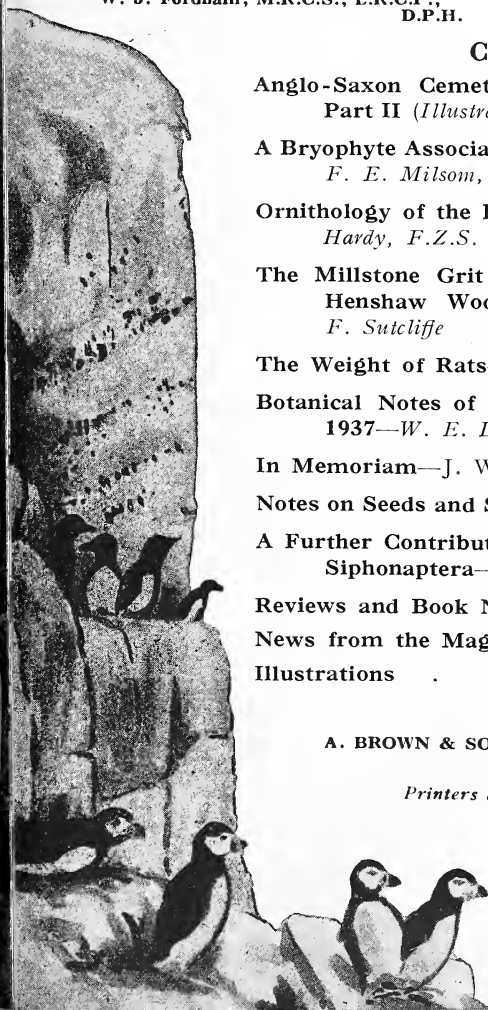 D.P.H.
C
Anglo-Saxon Cemet
Part II (Illustra
A Bryophyte Associa
F. E. Milsom,
Ornithology of the
Hardy, F.Z.S.
The Millstone Grit
Henshaw Woo
F. Sutcliffe
The Weight of Rats
Botanical Notes of
1937—W. E. L
In Memoriam—J. W
Notes on Seeds and S
A Further Contribut
Siphonaptera—
Reviews and Book N
News from the Mag
Illustrations .
A. BROWN & SO
Printers